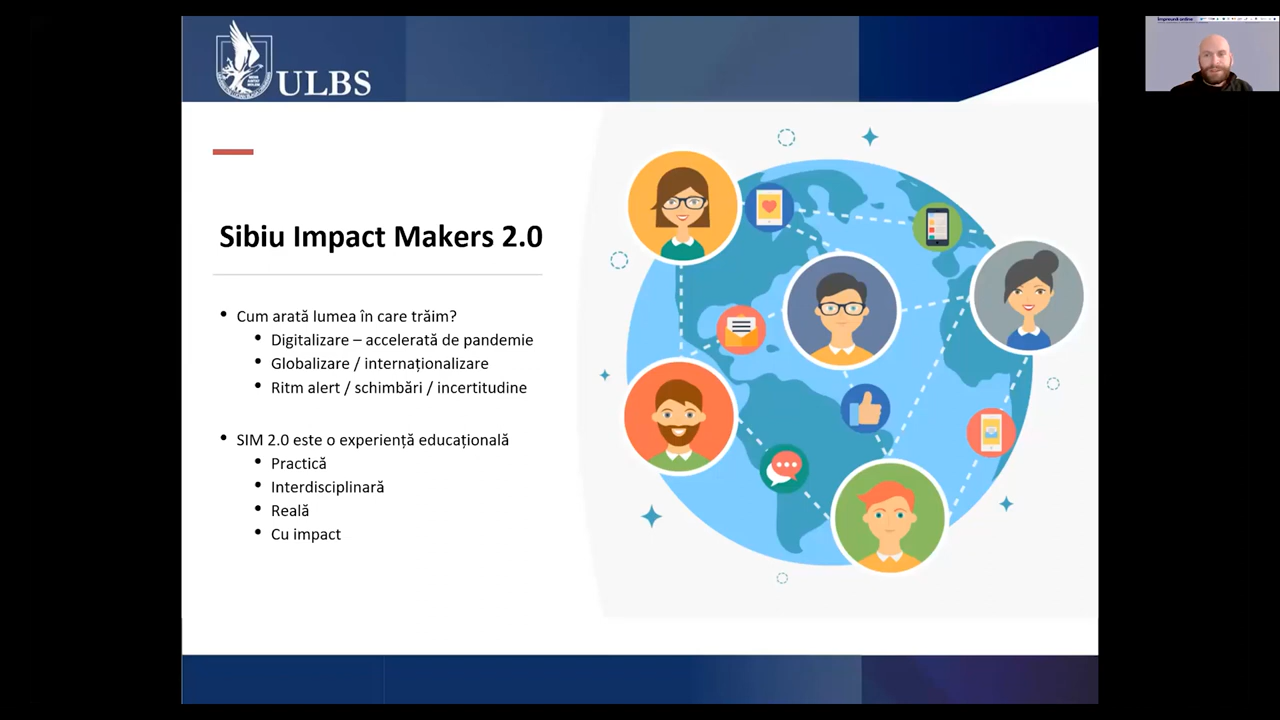 ULBS
Sibiu Impact Makers 2.0
• Cum arată lumea în care trăim?
• Digitalizare – accelerată de pandemie
• Globalizare / internaționalizare
• Ritm alert / schimbări / incertitudine
• SIM 2.0 este o experiență educațională
• Practică
• Interdisciplinară
• Reală
• Cu impact